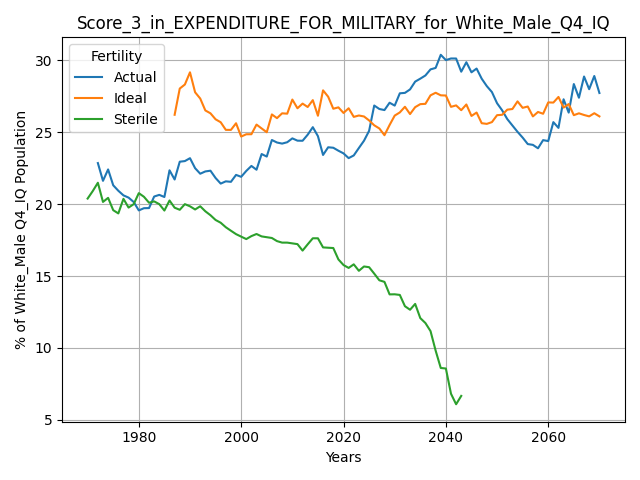 Score_3_in_EXPENDITURE_FOR_MILITARY_for_White_Male_Q4_IQ
Fertility
Actual
Ideal
Sterile
% of White_Male Q4_IQ Population
30
25
20
15
10
5
1980
2000
2020
2040
2060
Years